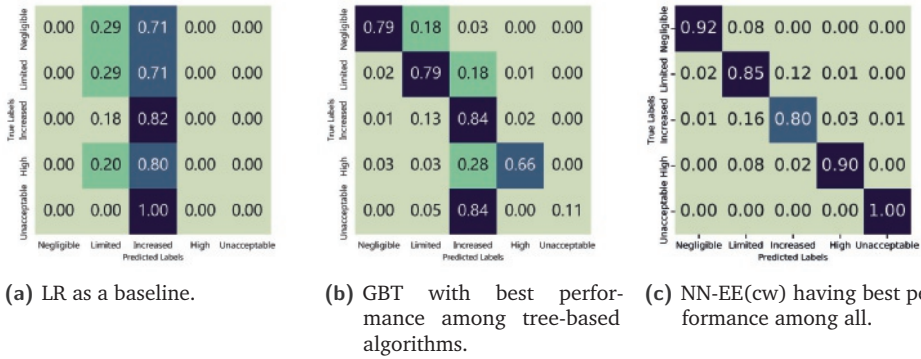 Negligible 0.00 0.29 0.71 0.00 0.00
Limited 0.00 0.29 0.71 0.00 0.00
Increased 0.00 0.18 0.82 0.00 0.00
High 0.00 0.20 0.80 0.00 0.00
Unacceptable 0.00 0.00 1.00 0.00 0.00
True Labels
Negligible Limited Increased High Unacceptable
Predicted Labels
(a) LR as a baseline.
Negligible 0.79 0.18 0.03 0.00 0.00
Limited 0.02 0.79 0.18 0.01 0.00
Increased 0.01 0.13 0.84 0.02 0.00
High 0.03 0.03 0.28 0.66 0.00
Unacceptable 0.00 0.05 0.84 0.00 0.11
True Labels
Negligible Limited Increased High Unacceptable
Predicted Labels
(b) GBT with best perfor-
mance among tree-based
algorithms.
Negligible 0.92 0.08 0.00 0.00 0.00
Limited 0.02 0.85 0.12 0.01 0.00
Increased 0.01 0.16 0.80 0.03 0.01
High 0.00 0.08 0.02 0.90 0.00
Unacceptable 0.00 0.00 0.00 0.00 1.00
True Labels
Negligible Limited Increased High Unacceptable
Predicted Labels
(c) NN-EE(cw) having best pe
formance among all.